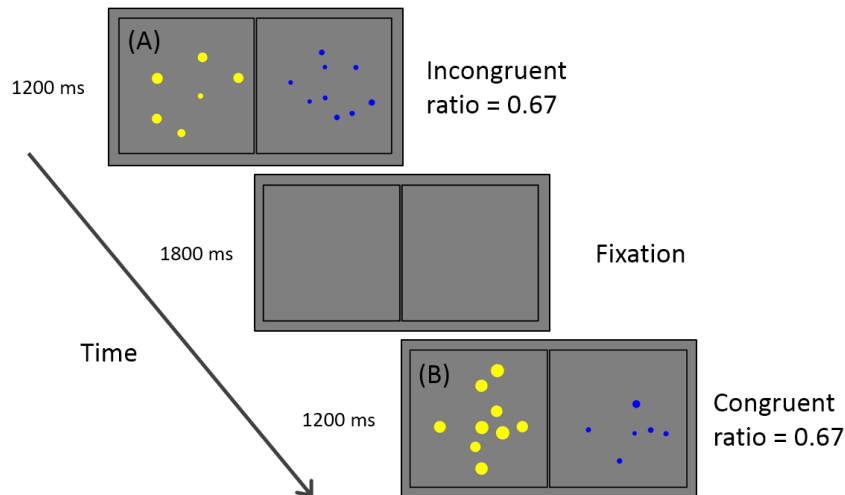 (A)
1200 ms
Incongruent
ratio = 0.67
1800 ms
Fixation
Time
(B)
1200 ms
Congruent
ratio = 0.67